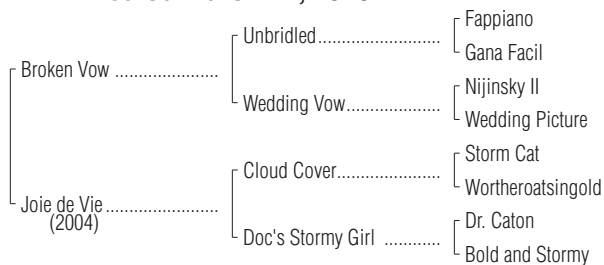 Broken Vow ......................
Joie de Vie ........................
(2004)
Unbridled..........................
Wedding Vow....................
Cloud Cover......................
Doc's Stormy Girl ............
Fappiano
Gana Facil
Nijinsky II
Wedding Picture
Storm Cat
Wortheroatsingold
Dr. Caton
Bold and Stormy